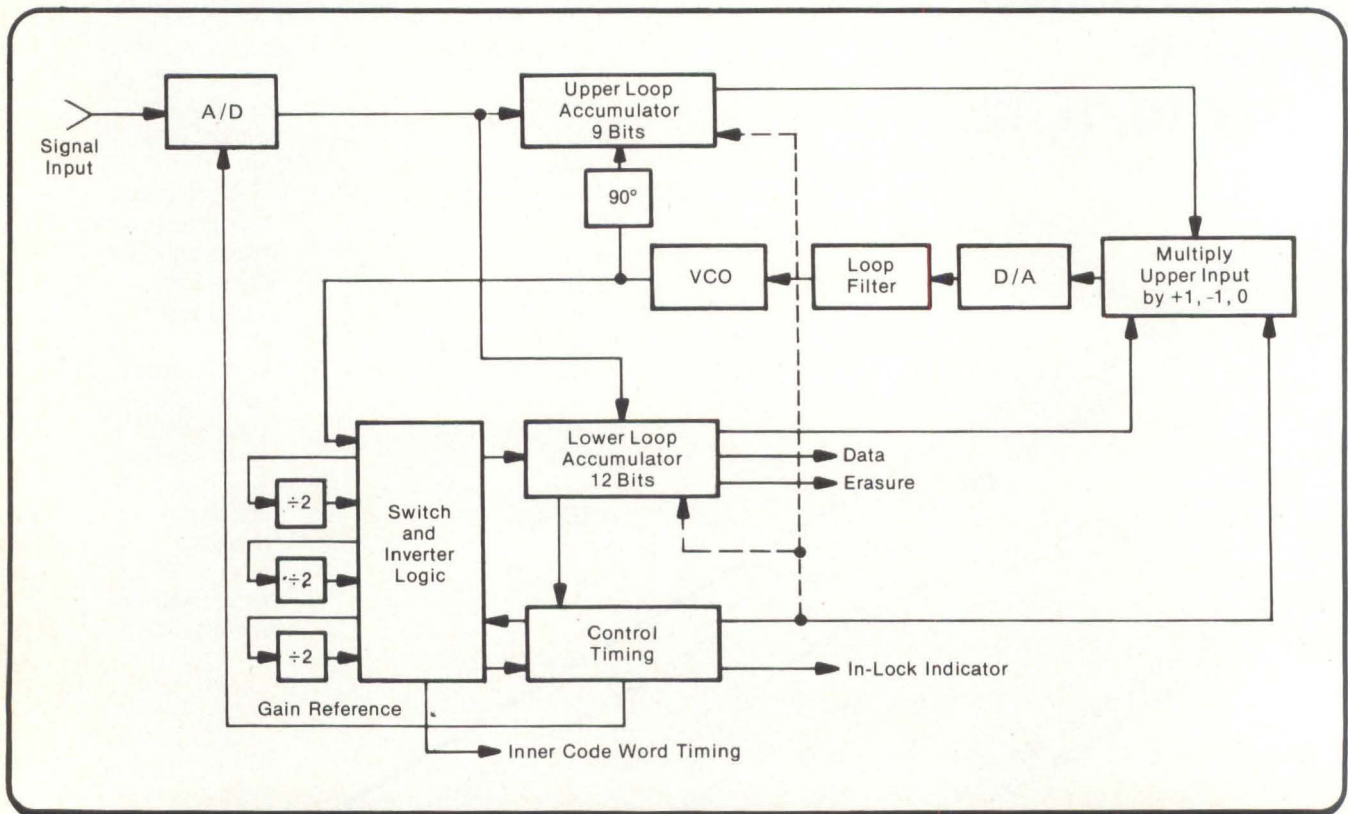 A/D
Signal
Input
Upper Loop
Accumulator
9 Bits
90°
VCO
Loop
Filter
D/A
Multiply
Upper Input
by +1, -1, 0
Lower Loop
Accumulator
12 Bits
Data
Erasure
÷2
÷2
÷2
Switch
and
Inverter
Logic
Control
Timing
In-Lock Indicator
Gain Reference
Inner Code Word Timing